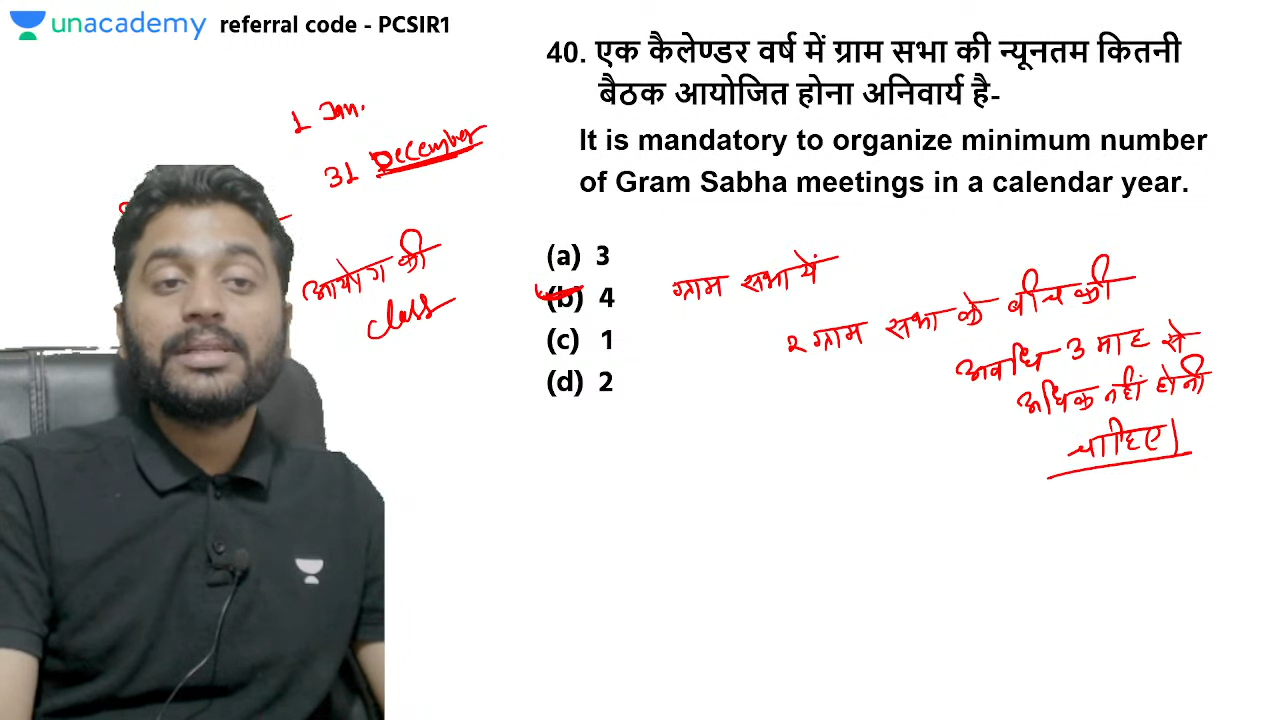 unacademy referral code - PCSIR1
40. एक कैलेण्डर वर्ष में ग्राम सभा की न्यूनतम कितनी
बैठक आयोजित होना अनिवार्य है-
It is mandatory to organize minimum number
of Gram Sabha meetings in a calendar year.
(a) 3
(b) 4
(c) 1
(d) 2
1 Jan.
31 December
आयोग की
class
ग्राम सभायें
२ ग्राम सभा के बीच की
अवधि 3 माह से
अधिक नहीं होनी
चाहिए।